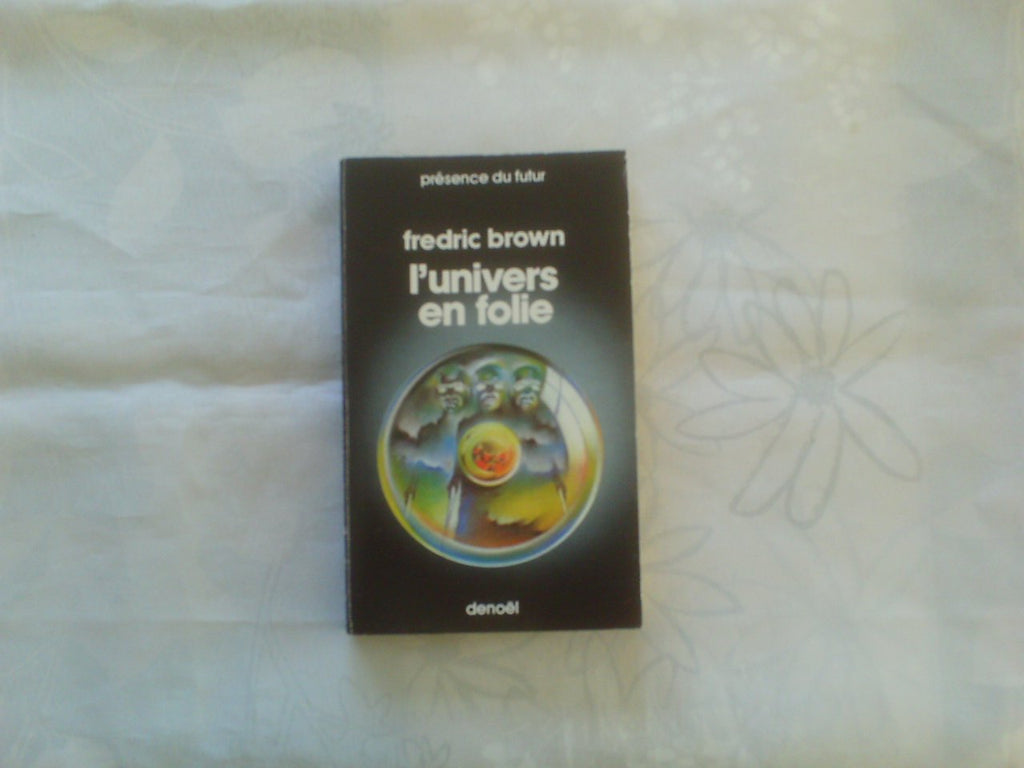 présence du futur
fredric brown
l'univers
en folie
denoël